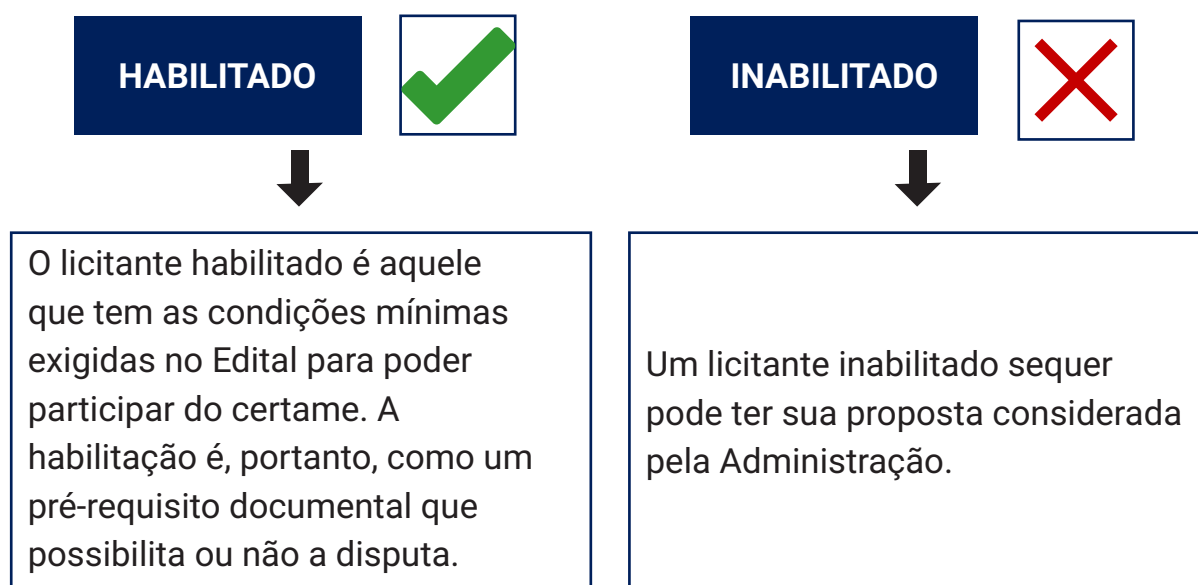 HABILITADO
INABILITADO
O licitante habilitado é aquele
que tem as condições mínimas
exigidas no Edital para poder
participar do certame. A
habilitação é, portanto, como um
pré-requisito documental que
possibilita ou não a disputa.
Um licitante inabilitado sequer
pode ter sua proposta considerada
pela Administração.